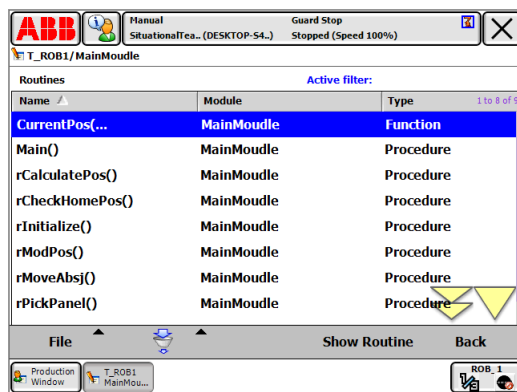 ABB
Manual
Guard Stop
SituationalTea.. (DESKTOP-S4..)
Stopped (Speed 100%)
T_ROB1/MainMoudle
Routines
Active filter:
Name
Module
Type
1 to 8 of 9
CurrentPos(... MainMoudle Function
Main() MainMoudle Procedure
rCalculatePos() MainMoudle Procedure
rCheckHomePos() MainMoudle Procedure
rInitialize() MainMoudle Procedure
rModPos() MainMoudle Procedure
rMoveAbsj() MainMoudle Procedure
rPickPanel() MainMoudle Procedure
File
Show Routine
Back
Production
Window
T_ROB1
MainMou...
ROB_1